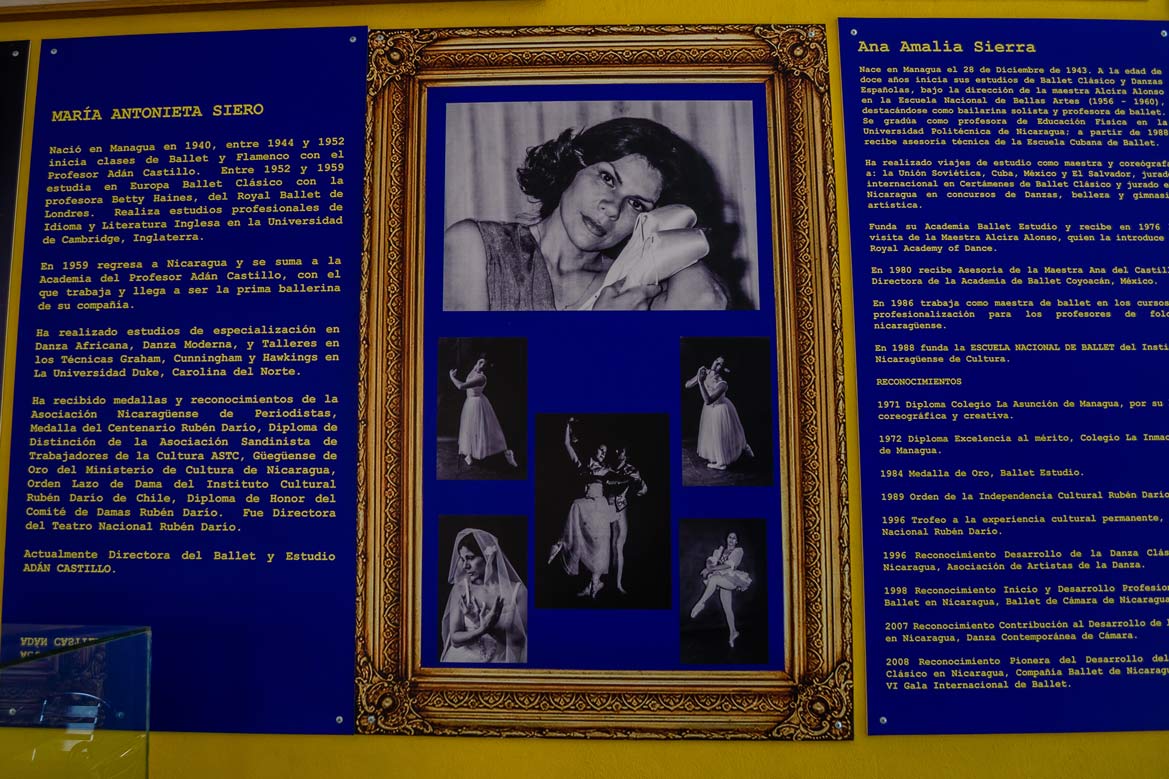 MARÍA ANTONIETA SIERO
Nació en Managua en 1940, entre 1944 y 1952
inicia clases de Ballet y Flamenco con el
Profesor Adán Castillo. Entre 1952 y 1959
estudia en Europa Ballet Clásico con la
profesora Betty Haines, del Royal Ballet de
Londres. Realiza estudios profesionales de
Idioma y Literatura Inglesa en la Universidad
de Cambridge, Inglaterra.
En 1959 regresa a Nicaragua y se suma a la
Academia del Profesor Adán Castillo, con el
que trabaja y llega a ser la prima ballerina
de su compañía.
Ha realizado estudios de especialización en
Danza Africana, Danza Moderna, y Talleres en
los Técnicas Graham, Cunningham y Hawkings en
La Universidad Duke, Carolina del Norte.
Ha recibido medallas y reconocimientos de la
Asociación Nicaragüense de Periodistas,
Medalla del Centenario Rubén Darío, Diploma de
Distinción de la Asociación Sandinista de
Trabajadores de la Cultura ASTC, Güegüense de
Oro del Ministerio de Cultura de Nicaragua,
Orden Lazo de Dama del Instituto Cultural
Rubén Darío de Chile, Diploma de Honor del
Comité de Damas Rubén Darío. Fue Directora
del Teatro Nacional Rubén Darío.
Actualmente Directora del Ballet y Estudio
ADÁN CASTILLO.
Ana Amalia Sierra
Nace en Managua el 28 de Diciembre de 1943. A la edad de
doce años inicia sus estudios de Ballet Clásico y Danzas
Españolas, bajo la dirección de la maestra Alcira Alonso
en la Escuela Nacional de Bellas Artes (1956 - 1960),
destacándose como bailarina solista y profesora de ballet.
Se gradúa como profesora de Educación Física en la
Universidad Politécnica de Nicaragua; a partir de 1988
recibe asesoría técnica de la Escuela Cubana de Ballet.
Ha realizado viajes de estudio como maestra y coreógrafa
a: la Unión Soviética, Cuba, México y El Salvador, jurado
internacional en Certámenes de Ballet Clásico y jurado e
Nicaragua en concursos de Danzas, belleza y gimnasi
artística.
Funda su Academia Ballet Estudio y recibe en 1976
visita de la Maestra Alcira Alonso, quien la introduce
Royal Academy of Dance.
En 1980 recibe Asesoría de la Maestra Ana del Castil
Directora de la Academia de Ballet Coyoacán, México.
En 1986 trabaja como maestra de ballet en los cursos
profesionalización para los profesores de fol
nicaragüense.
En 1988 funda la ESCUELA NACIONAL DE BALLET del Insti
Nicaragüense de Cultura.
RECONOCIMIENTOS
1971 Diploma Colegio La Asunción de Managua, por su
coreográfica y creativa.
1972 Diploma Excelencia al mérito, Colegio La Inmac
de Managua.
1984 Medalla de Oro, Ballet Estudio.
1989 Orden de la Independencia Cultural Rubén Darío
1996 Trofeo a la experiencia cultural permanente,
Nacional Rubén Darío.
1996 Reconocimiento Desarrollo de la Danza Clás
Nicaragua, Asociación de Artistas de la Danza.
1998 Reconocimiento Inicio y Desarrollo Profesion
Ballet en Nicaragua, Ballet de Cámara de Nicaragua
2007 Reconocimiento Contribución al Desarrollo de l
en Nicaragua, Danza Contemporánea de Cámara.
2008 Reconocimiento Pionera del Desarrollo del
Clásico en Nicaragua, Compañía Ballet de Nicaragu
VI Gala Internacional de Ballet.